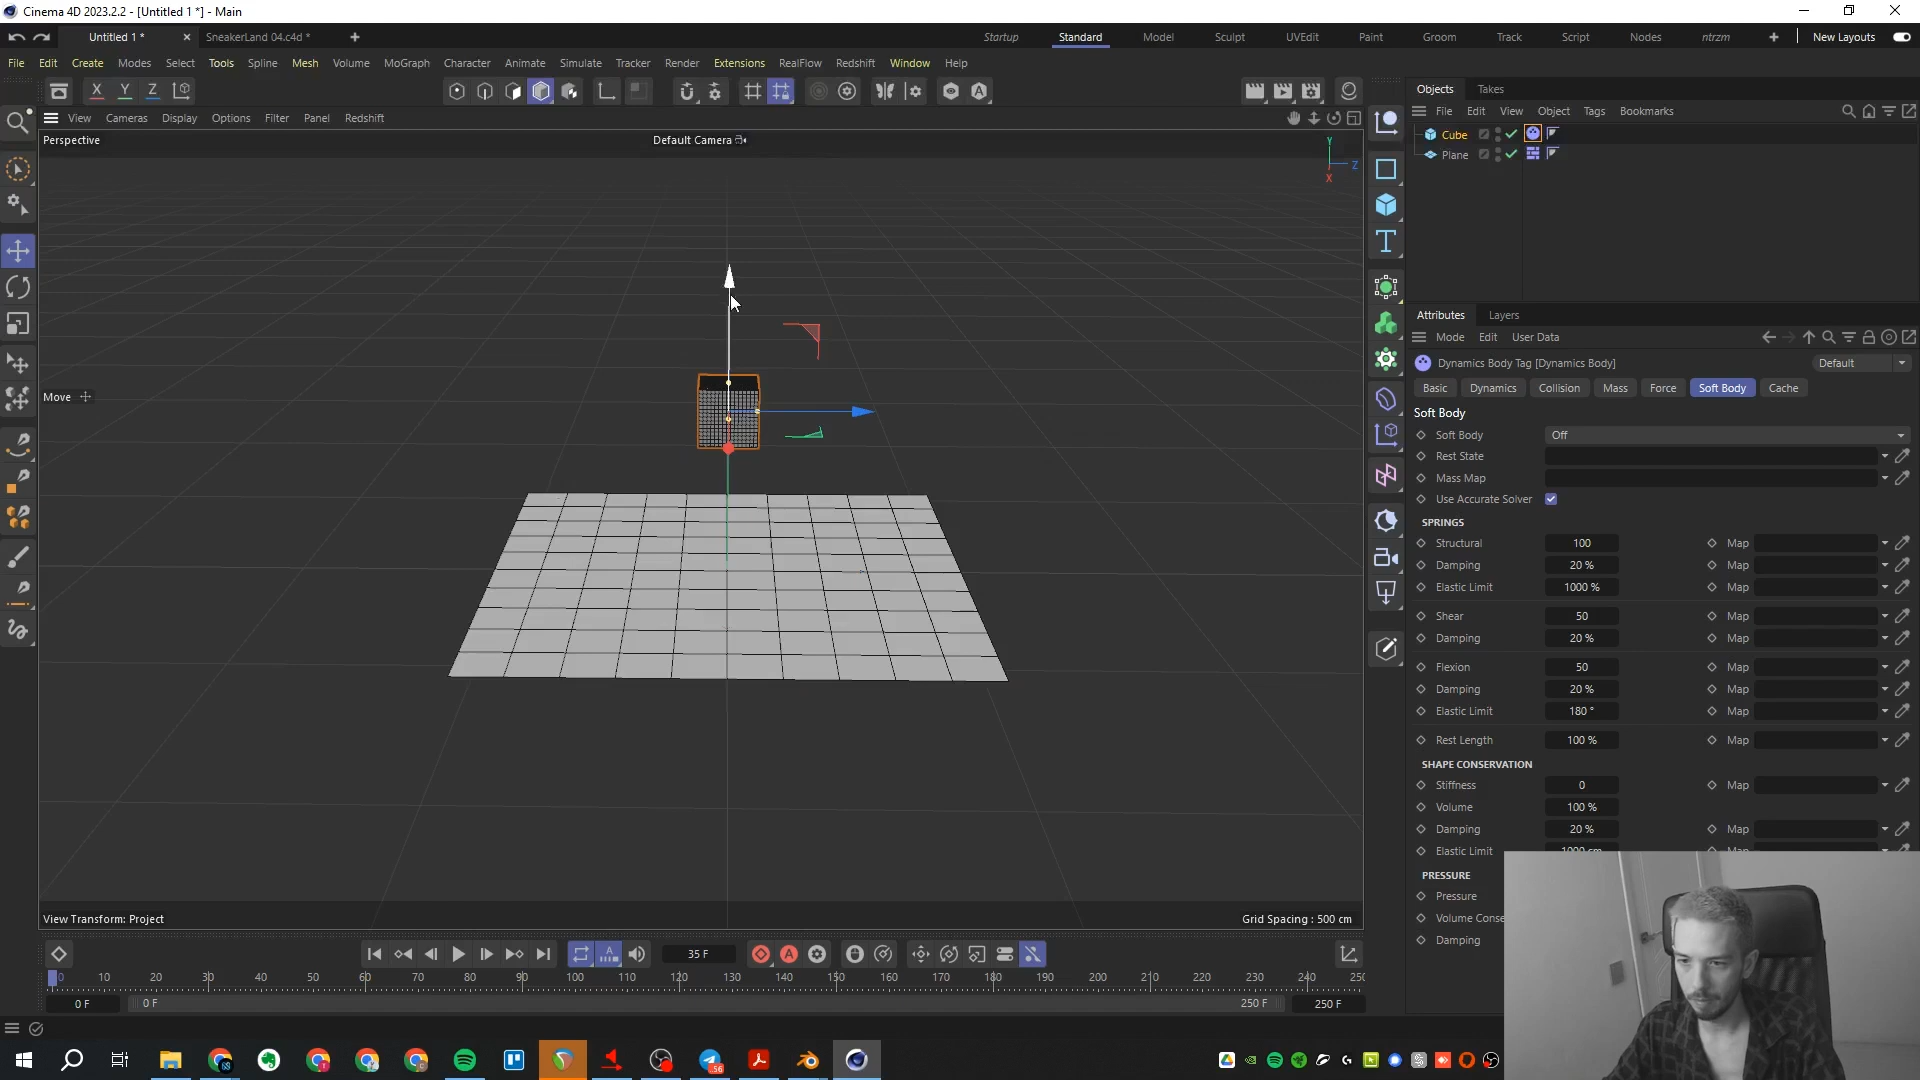 Cinema 4D 2023.2.2 - [Untitled 1 *] - Main
Untitled 1 * SneakerLand 04.c4d * Startup Standard Model Sculpt UVEdit Paint Groom Track Script Nodes ntrzm New Layouts
File Edit Create Modes Select Tools Spline Mesh Volume MoGraph Character Animate Simulate Tracker Render Extensions RealFlow Redshift Window Help
X Y Z
Objects Takes
View Cameras Display Options Filter Panel Redshift
File Edit View Object Tags Bookmarks
Perspective
Default Camera
Y
Z
X
Cube
Plane
Move
Attributes Layers
Mode Edit User Data
Dynamics Body Tag [Dynamics Body] Default
Basic Dynamics Collision Mass Force Soft Body Cache
Soft Body
Soft Body Off
Rest State
Mass Map
Use Accurate Solver
SPRINGS
Structural 100 Map
Damping 20 % Map
Elastic Limit 1000 % Map
Shear 50 Map
Damping 20 % Map
Flexion 50 Map
Damping 20 % Map
Elastic Limit 180 ° Map
Rest Length 100 % Map
SHAPE CONSERVATION
Stiffness 0 Map
Volume 100 %
Damping 20 % Map
Elastic Limit 1000 cm Map
PRESSURE
Pressure
Volume Conse
Damping
View Transform: Project
Grid Spacing : 500 cm
35 F
0 10 20 30 40 50 60 70 80 90 100 110 120 130 140 150 160 170 180 190 200 210 220 230 240 250
0 F 0 F 250 F 250 F
56